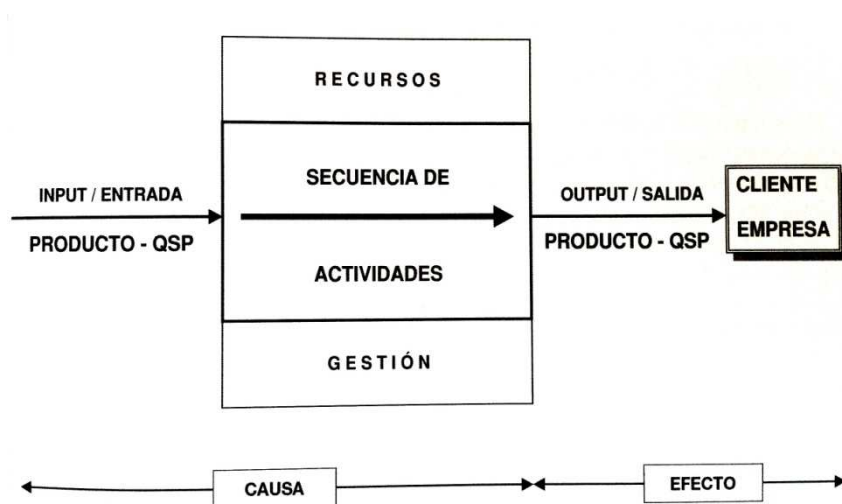 RECURSOS
INPUT / ENTRADA
PRODUCTO - QSP
SECUENCIA DE
ACTIVIDADES
OUTPUT / SALIDA
PRODUCTO - QSP
CLIENTE
EMPRESA
GESTIÓN
CAUSA
EFECTO